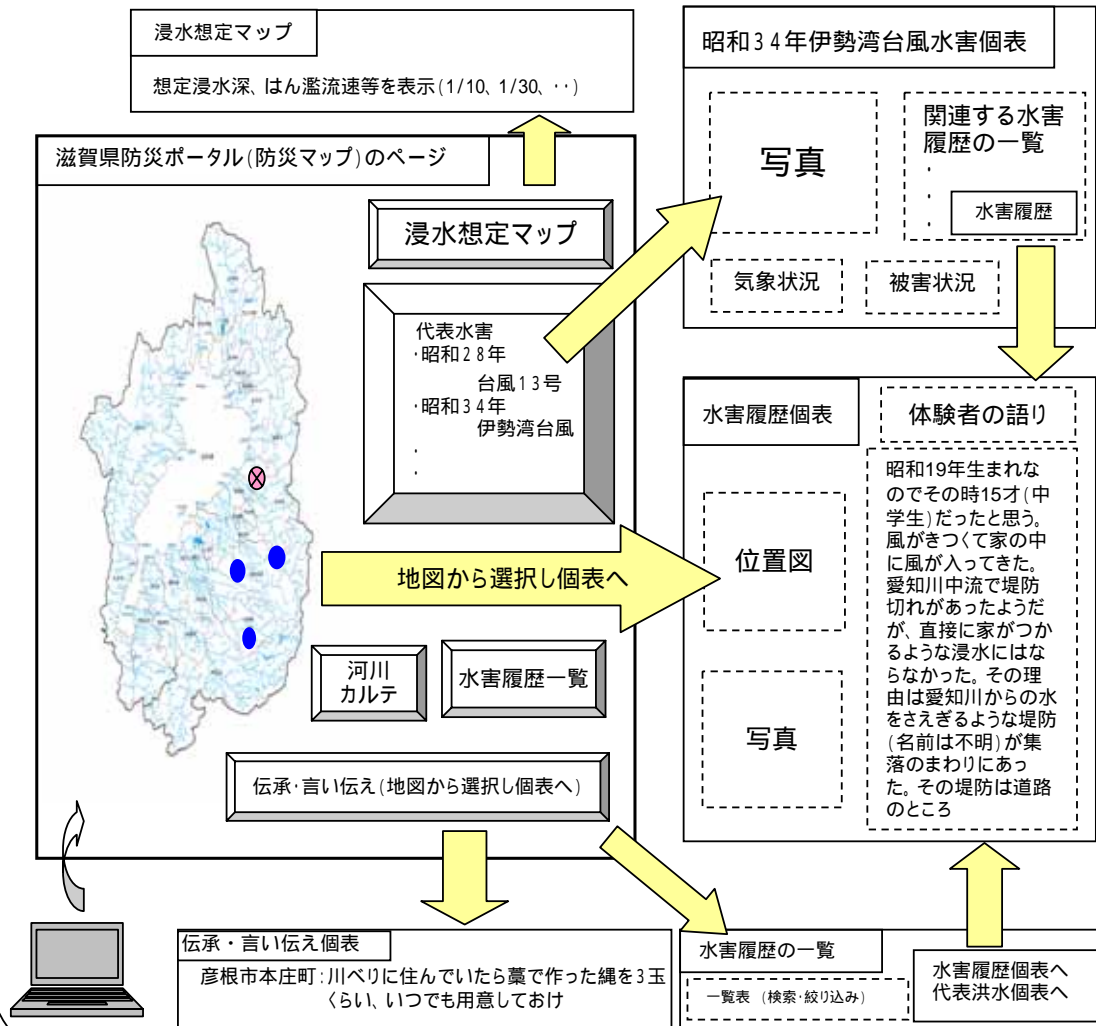 浸水想定マップ
想定浸水深、はん濫流速等を表示(1/10、1/30、‥)
滋賀県防災ポータル(防災マップ)のページ
浸水想定マップ
代表水害
・昭和28年
台風13号
・昭和34年
伊勢湾台風
・
・
地図から選択し個表へ
河川
カルテ
水害履歴一覧
伝承・言い伝え(地図から選択し個表へ)
昭和34年伊勢湾台風水害個表
写真
関連する水害
履歴の一覧
・
・
・
水害履歴
気象状況
被害状況
水害履歴個表
体験者の語り
位置図
写真
昭和19年生まれな
のでその時15才(中
学生)だったと思う。
風がきつくて家の中
に風が入ってきた。
愛知川中流で堤防
切れがあったようだ
が、直接に家がつか
るような浸水にはな
らなかった。その理
由は愛知川からの水
をさえぎるような堤防
(名前は不明)が集
落のまわりにあっ
た。その堤防は道路
のところ
伝承・言い伝え個表
彦根市本庄町:川べりに住んでいたら藁で作った縄を3玉
くらい、いつでも用意しておけ
水害履歴の一覧
一覧表 (検索・絞り込み)
水害履歴個表へ
代表洪水個表へ